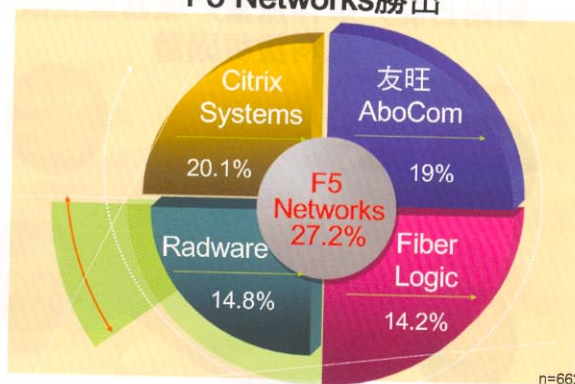 F5 Networks勝出
Citrix
Systems
20.1%
友旺
AboCom
19%
F5
Networks
27.2%
Radware
14.8%
Fiber
Logic
14.2%